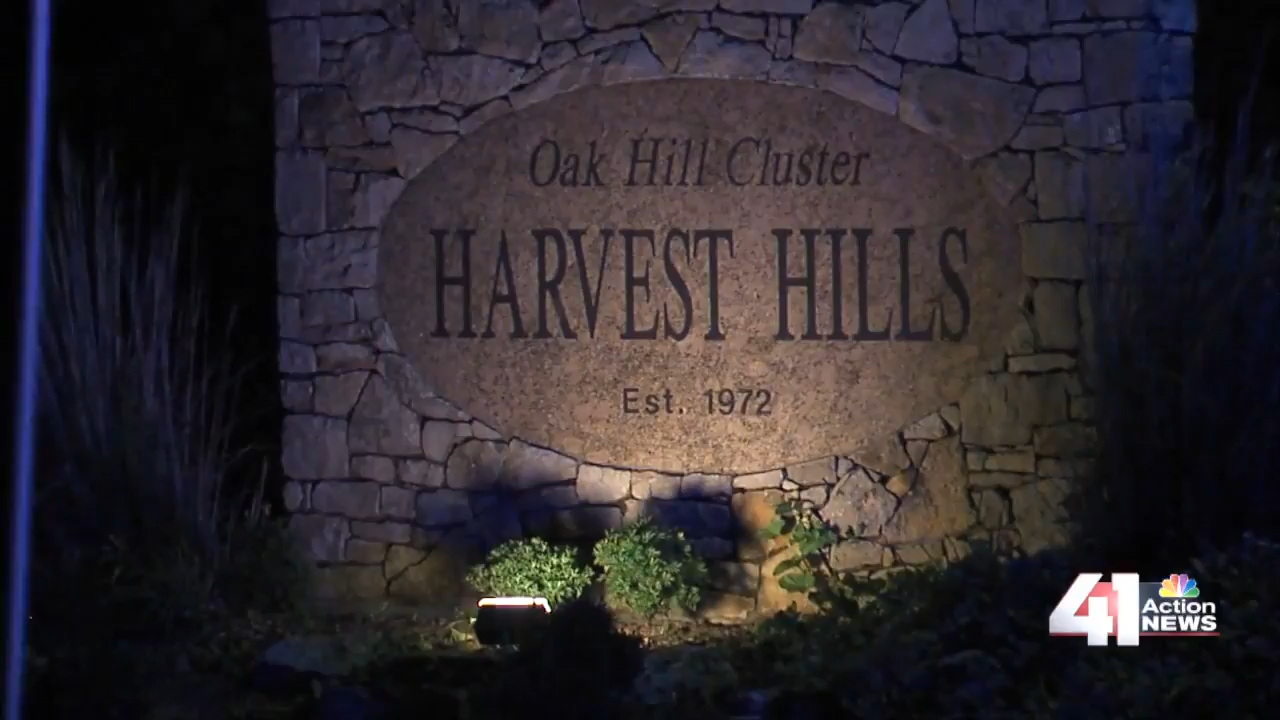 Oak Hill Cluster
HARVEST HILLS
Est. 1972
41 Action
NEWS